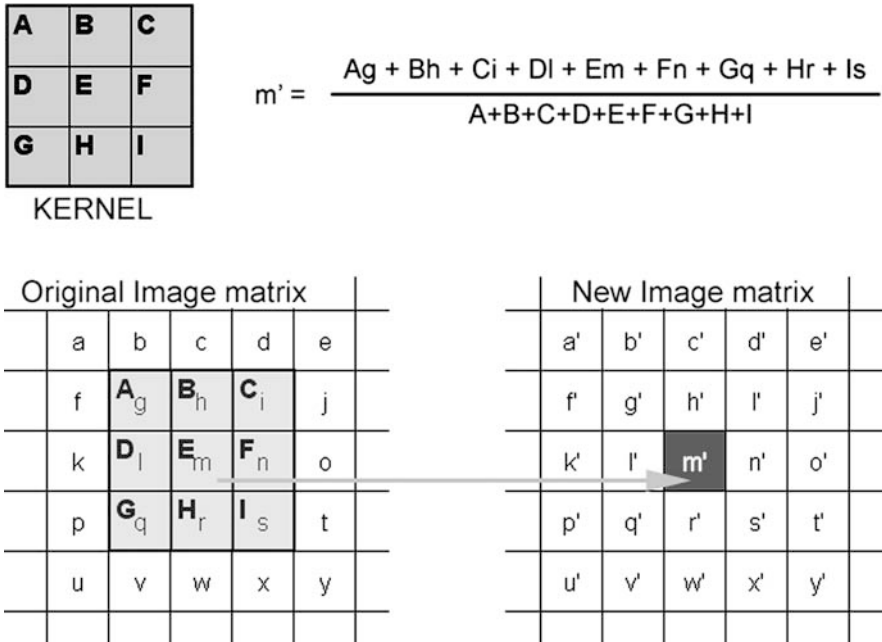 A B C
D E F
G H I
KERNEL
m' =
Ag + Bh + Ci + Dl + Em + Fn + Gq + Hr + Is
A+B+C+D+E+F+G+H+I
Original Image matrix
a b c d e
f Ag Bh Ci j
k Dl Em Fn o
p Gq Hr Is t
u v w x y
New Image matrix
a' b' c' d' e'
f' g' h' I' j'
k' l' m' n' o'
p' q' r' s' t'
u' v' w' x' y'